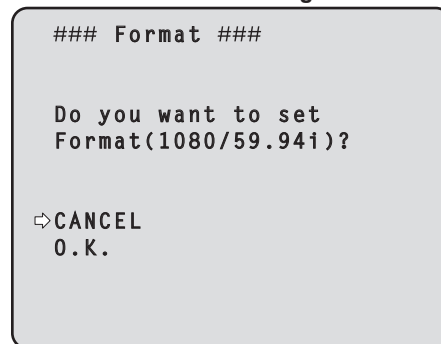 ### Format ###
Do you want to set
Format(1080/59.94i)?
⇨CANCEL
O.K.